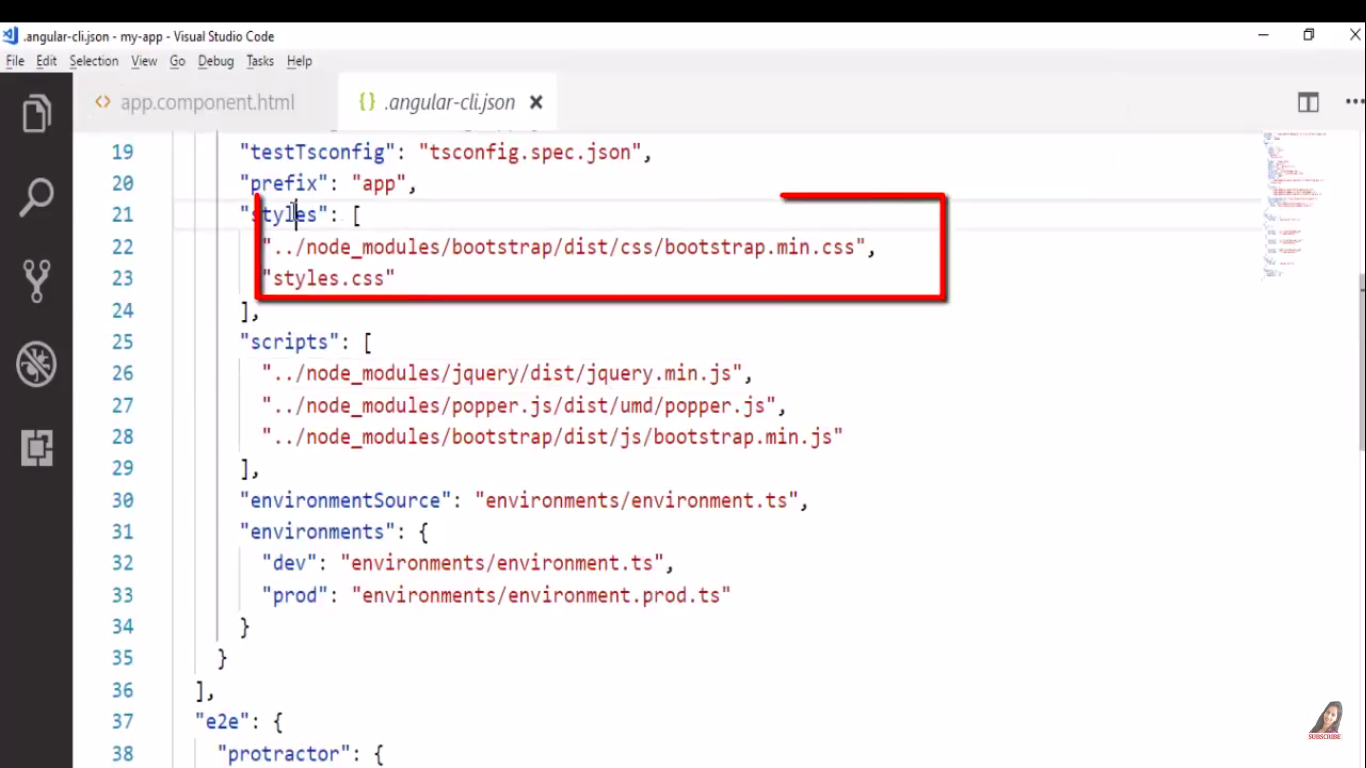 .angular-cli.json - my-app - Visual Studio Code
File Edit Selection View Go Debug Tasks Help
<> app.component.html {} .angular-cli.json ×
19 "testTsconfig": "tsconfig.spec.json",
20 "prefix": "app",
21 "styles": [
22 "../node_modules/bootstrap/dist/css/bootstrap.min.css",
23 "styles.css"
24 ],
25 "scripts": [
26 "../node_modules/jquery/dist/jquery.min.js",
27 "../node_modules/popper.js/dist/umd/popper.js",
28 "../node_modules/bootstrap/dist/js/bootstrap.min.js"
29 ],
30 "environmentSource": "environments/environment.ts",
31 "environments": {
32 "dev": "environments/environment.ts",
33 "prod": "environments/environment.prod.ts"
34 }
35 }
36 ],
37 "e2e": {
38 "protractor": {
SUBSCRIBE